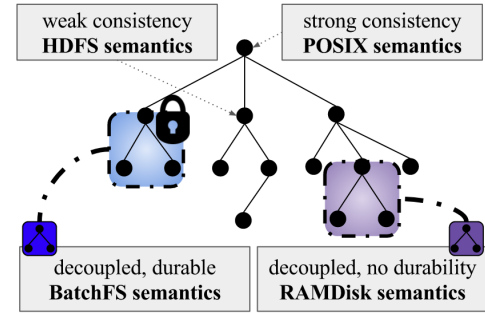 weak consistency
HDFS semantics
strong consistency
POSIX semantics
decoupled, durable
BatchFS semantics
decoupled, no durability
RAMDisk semantics